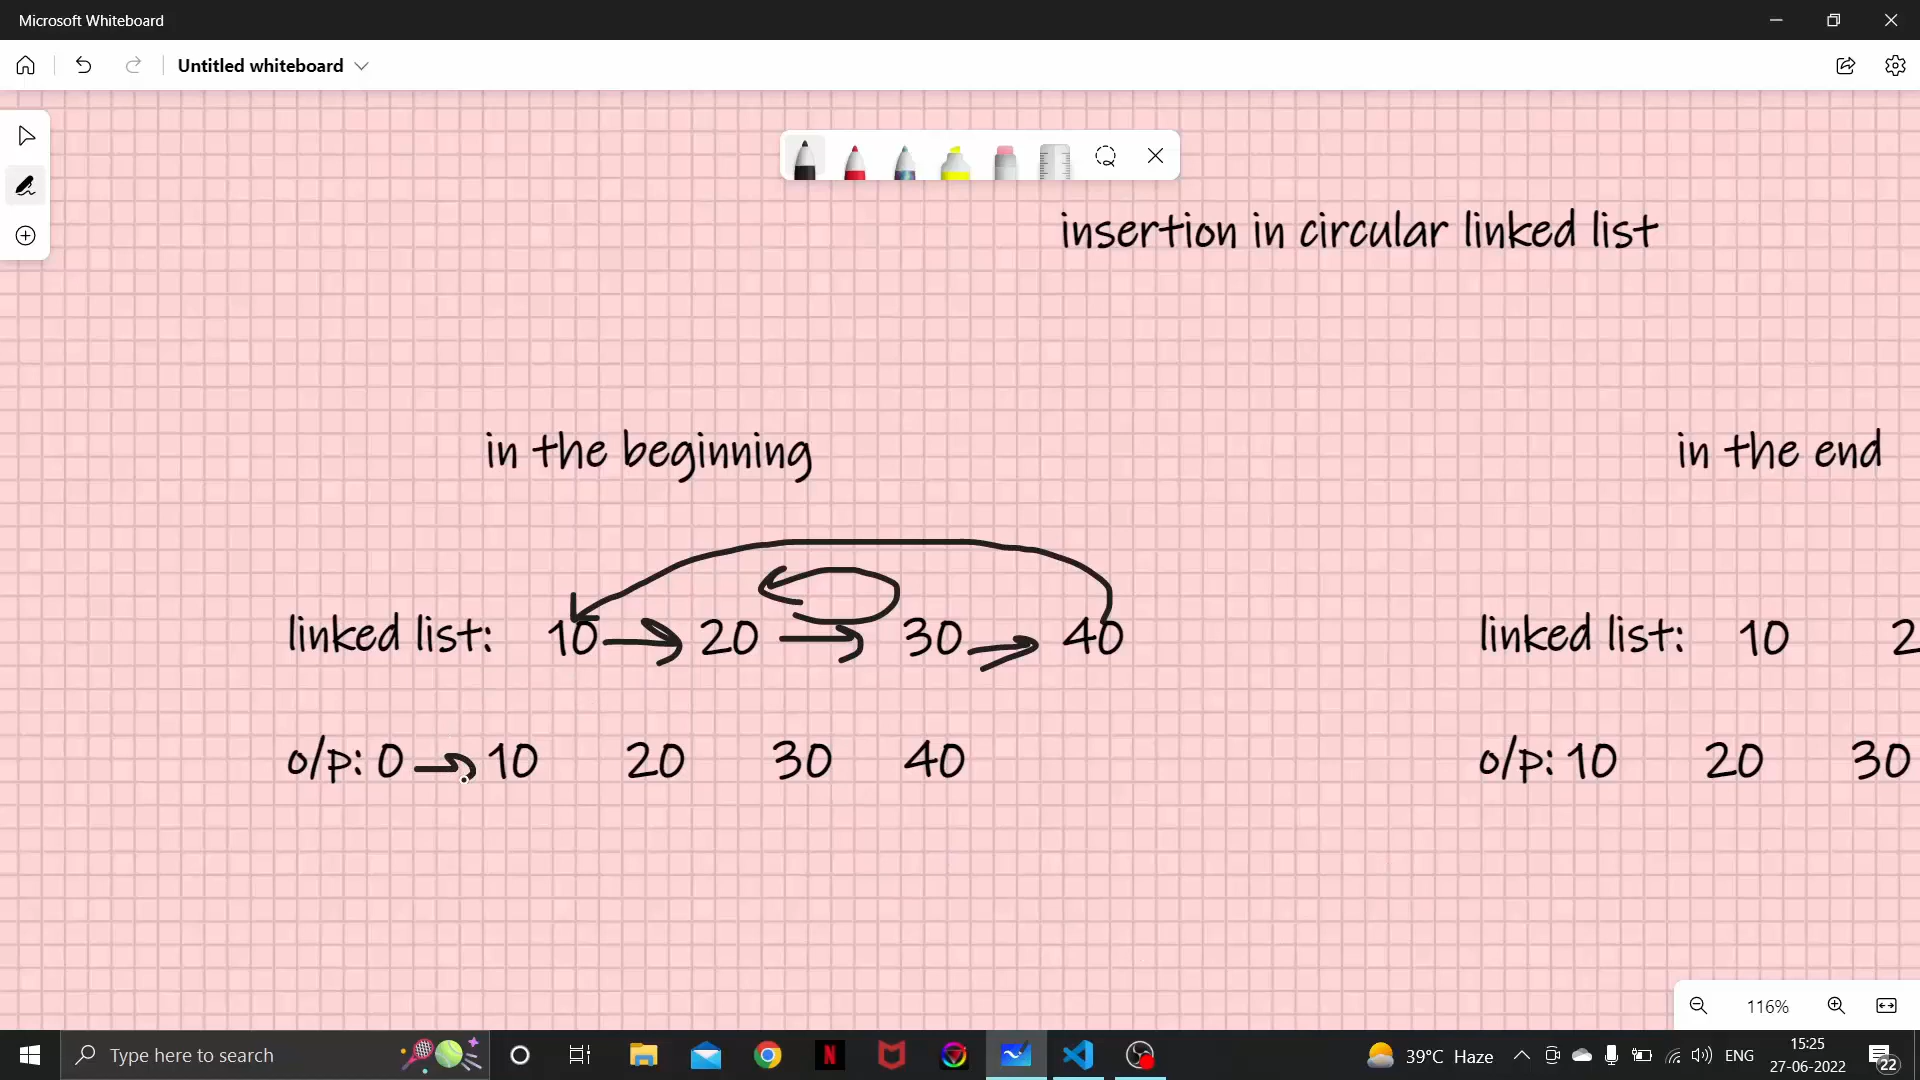 Microsoft Whiteboard
Untitled whiteboard
insertion in circular linked list
in the beginning
in the end
linked list: 10 20 30 40
linked list: 10 2
o/p: 0 10 20 30 40
o/p: 10 20 30
116%
Type here to search
39°C Haze
ENG
15:25
27-06-2022
22